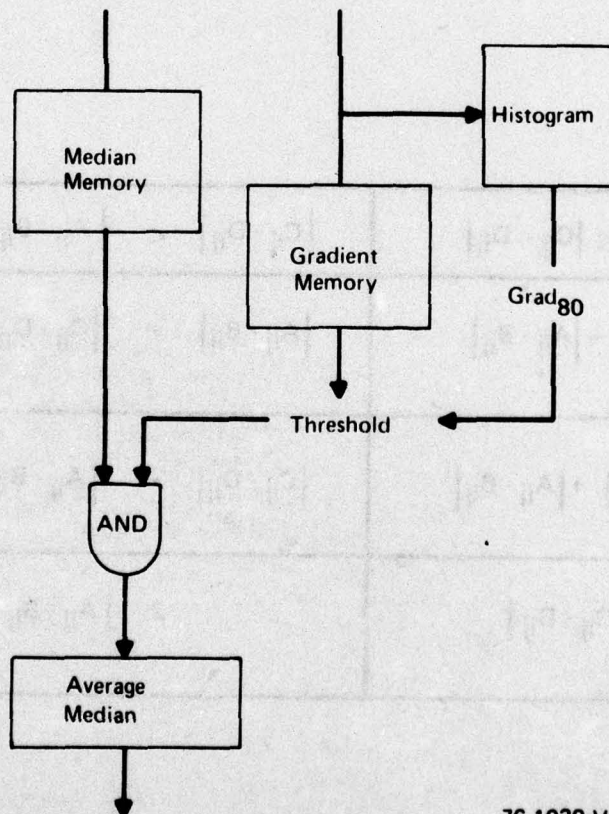 Histogram
Median
Memory
Gradient
Memory
Grad80
Threshold
AND
Average
Median